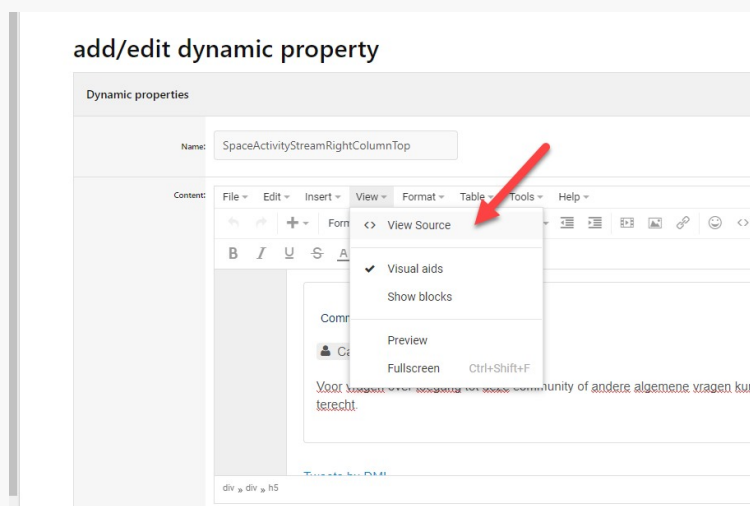 add/edit dynamic property
Dynamic properties
Name: SpaceActivityStreamRightColumnTop
Content: File Edit Insert View Format Table Tools Help
View Source
B I U S A
Visual aids
Show blocks
Preview
Fullscreen Ctrl+Shift+F
Voor vragen over toegang tot deze community of andere algemene vragen
terecht.
Tweets by
div » div » h5